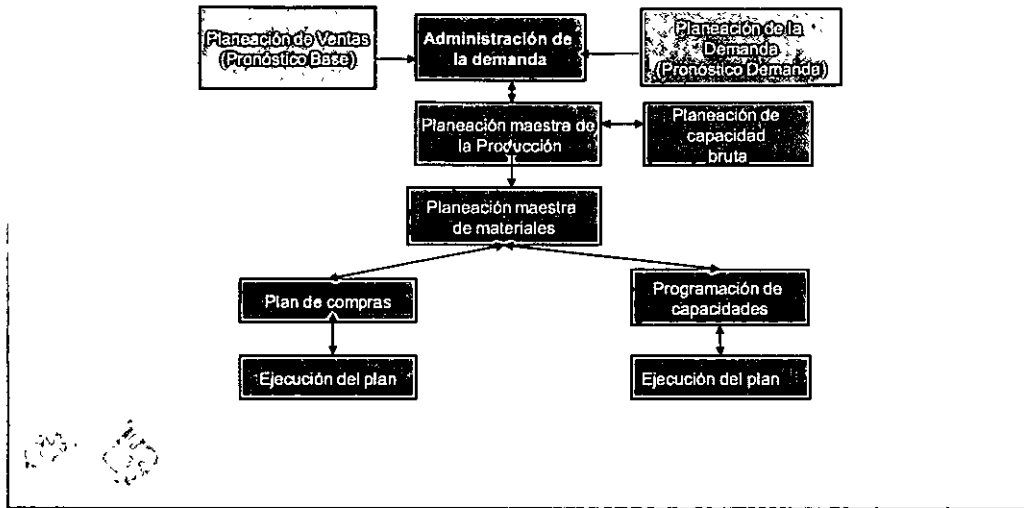 Planeación de Ventas
(Pronóstico Base)
Administración de
la demanda
Planeación de la
Demanda
(Pronóstico Demanda)
Planeación maestra de
la Producción
Planeación de
capacidad
bruta
Planeación maestra
de materiales
Plan de compras
Programación de
capacidades
Ejecución del plan
Ejecución del plan